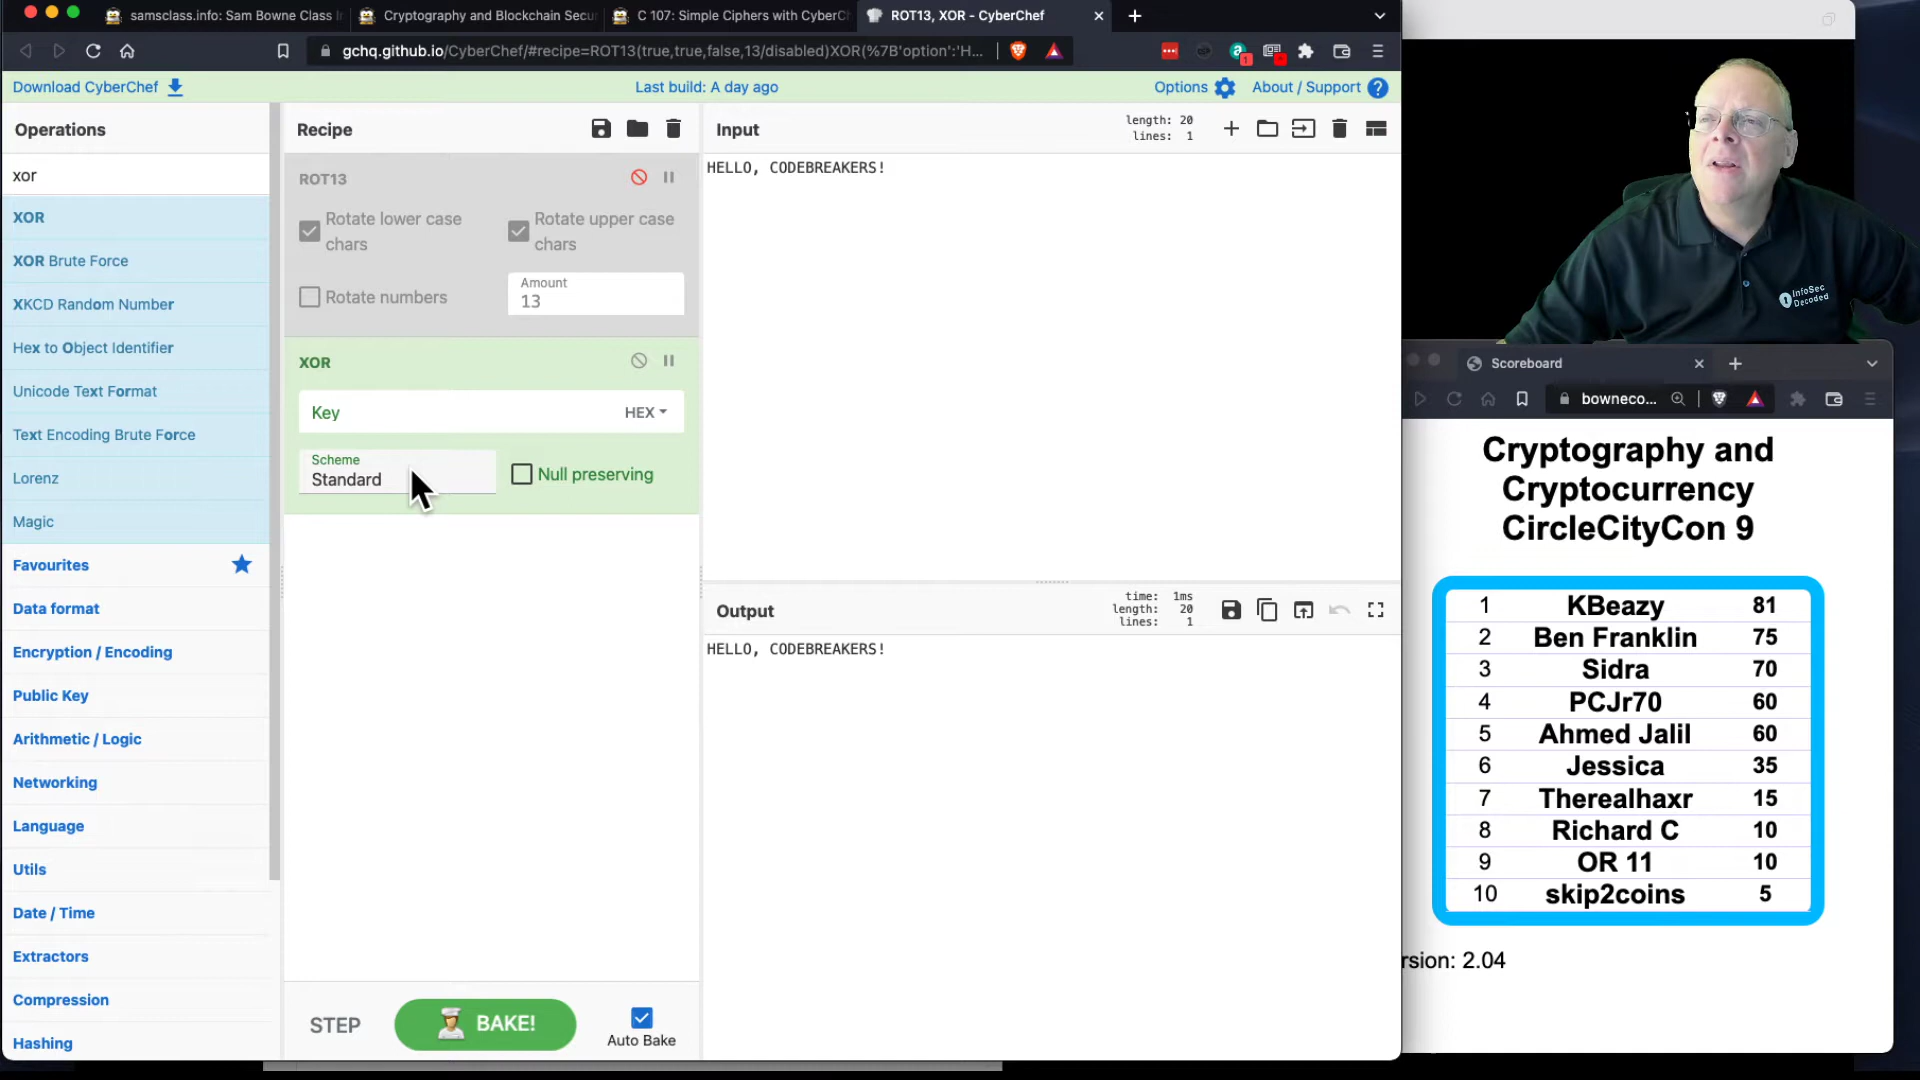 samsclass.info: Sam Bowne Class I
Cryptography and Blockchain Secu
C 107: Simple Ciphers with CyberCh
ROT13, XOR - CyberChef
gchq.github.io/CyberChef/#recipe=ROT13(true,true,false,13/disabled)XOR(%7B'option':'H...
Download CyberChef
Last build: A day ago
Options
About / Support
Operations
xor
XOR
XOR Brute Force
XKCD Random Number
Hex to Object Identifier
Unicode Text Format
Text Encoding Brute Force
Lorenz
Magic
Favourites
Data format
Encryption / Encoding
Public Key
Arithmetic / Logic
Networking
Language
Utils
Date / Time
Extractors
Compression
Hashing
Recipe
ROT13
Rotate lower case
chars
Rotate upper case
chars
Rotate numbers
Amount
13
XOR
Key
HEX
Scheme
Standard
Null preserving
STEP
BAKE!
Auto Bake
Input
length: 20
lines: 1
HELLO, CODEBREAKERS!
Output
time: 1ms
length: 20
lines: 1
HELLO, CODEBREAKERS!
InfoSec
Decoded
Scoreboard
bowneco...
Cryptography and
Cryptocurrency
CircleCityCon 9
1 KBeazy 81
2 Ben Franklin 75
3 Sidra 70
4 PCJr70 60
5 Ahmed Jalil 60
6 Jessica 35
7 Therealhaxr 15
8 Richard C 10
9 OR 11 10
10 skip2coins 5
rsion: 2.04